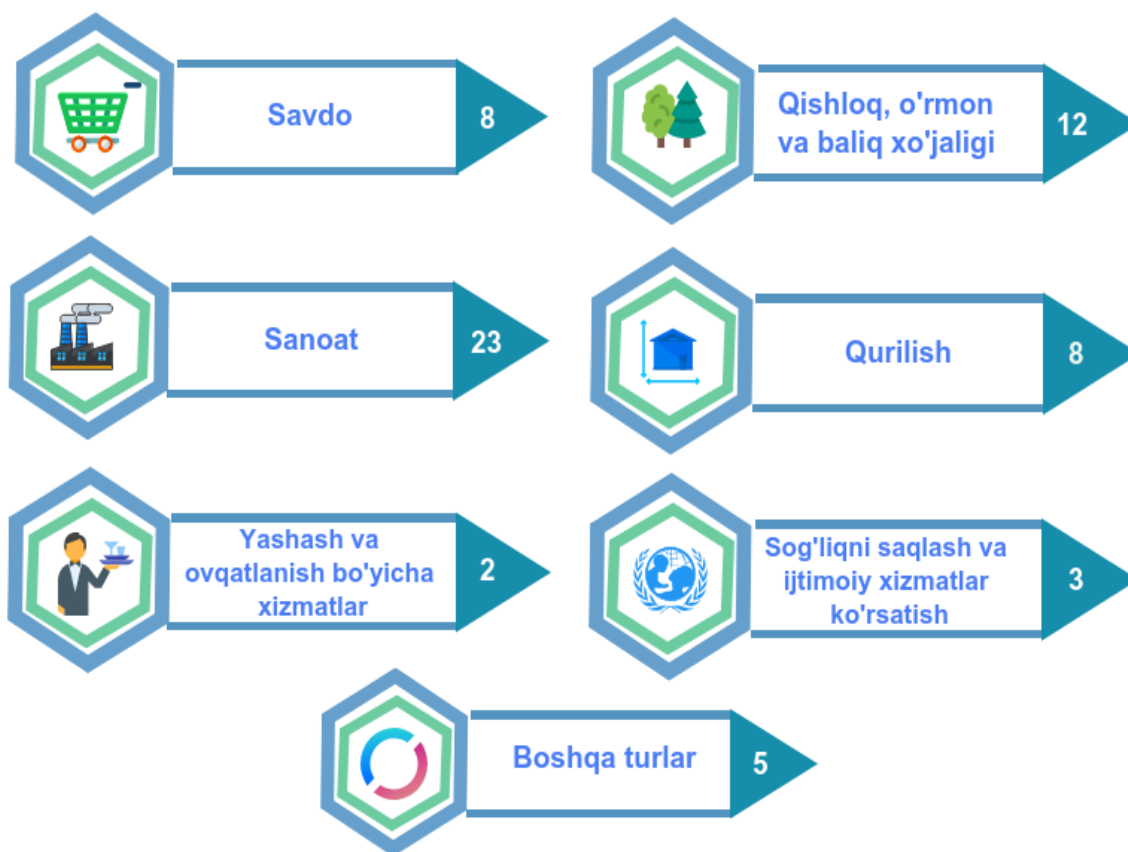 Savdo
8
Qishloq, o'rmon
va baliq xo'jaligi
12
Sanoat
23
Qurilish
8
Yashash va
ovqatlanish bo'yicha
xizmatlar
2
Sog'liqni saqlash va
ijtimoiy xizmatlar
ko'rsatish
3
Boshqa turlar
5